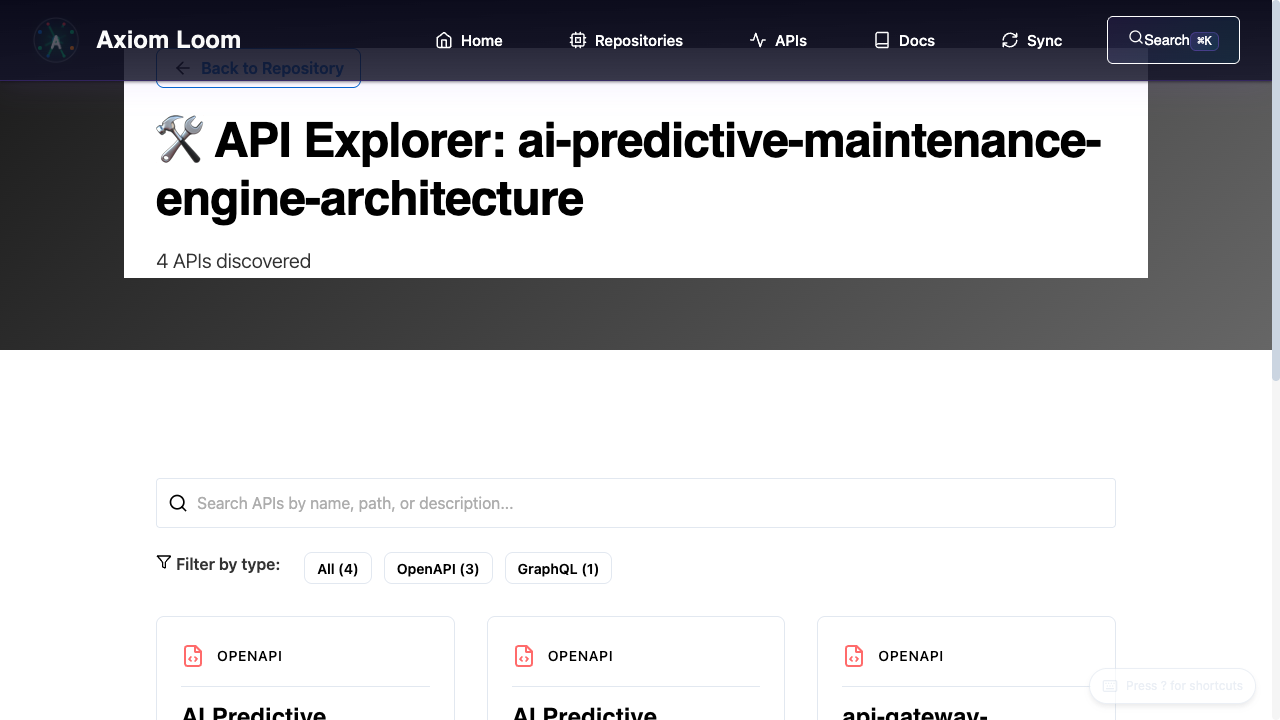 Axiom Loom
Home
Repositories
APIs
Docs
Sync
Search ⌘K
Back to Repository
🛠️ API Explorer: ai-predictive-maintenance-
engine-architecture
4 APIs discovered
Search APIs by name, path, or description...
Filter by type:
All (4)
OpenAPI (3)
GraphQL (1)
OPENAPI
OPENAPI
OPENAPI
AI Predictive
AI Predictive
api-gateway-
Press ? for shortcuts